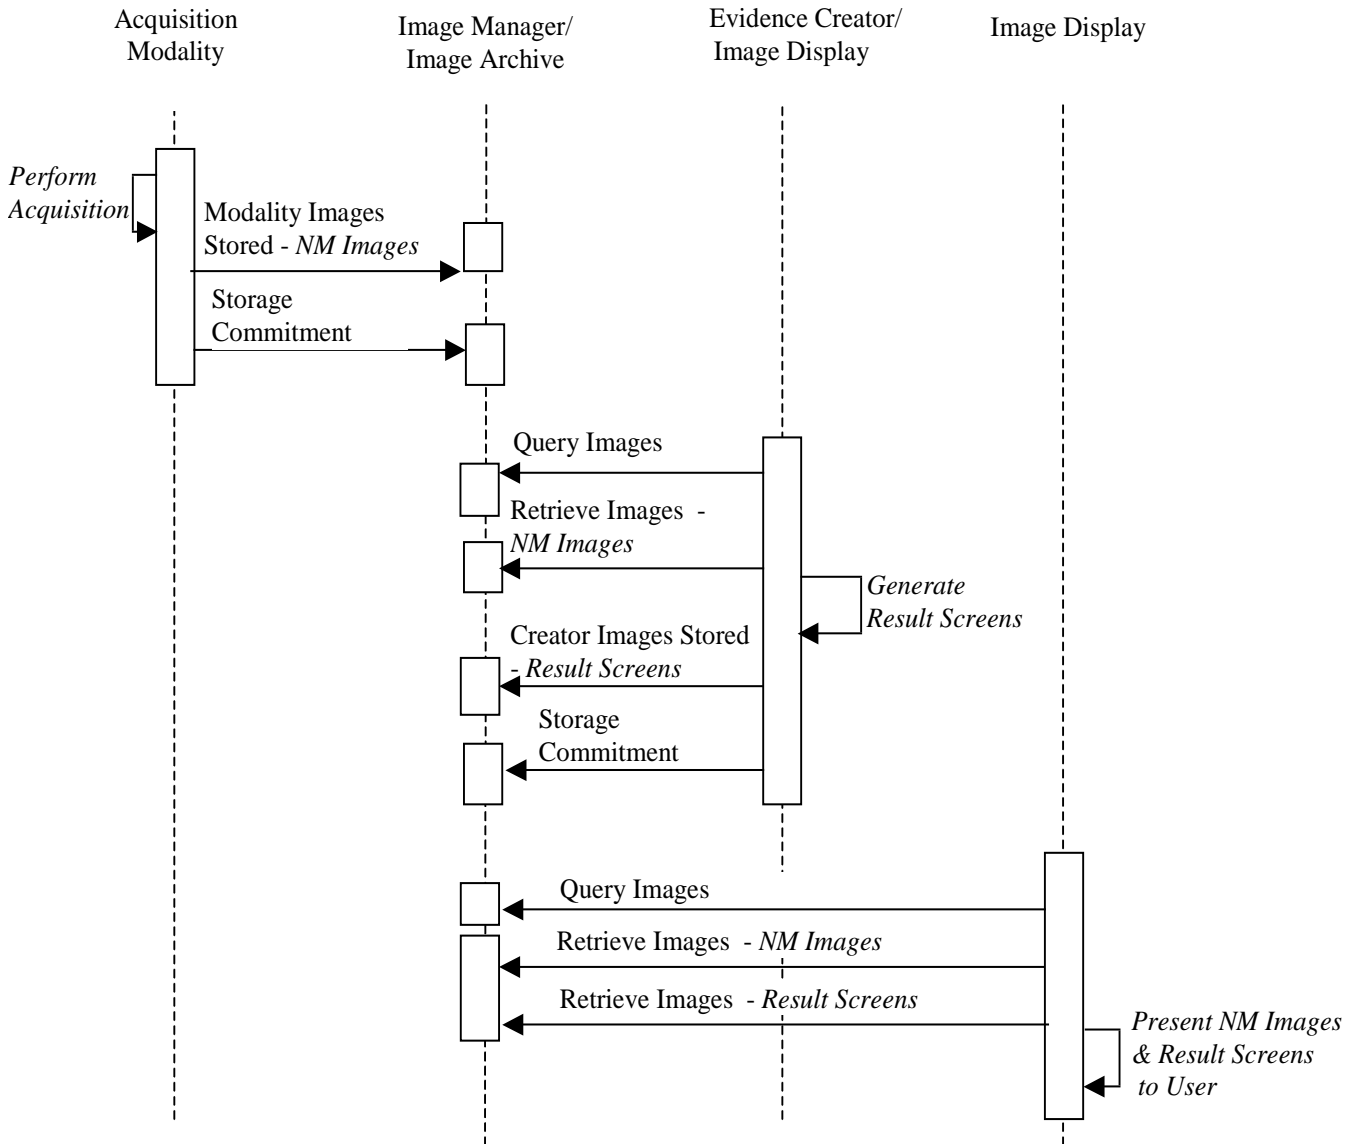 Acquisition
Modality
Image Manager/
Image Archive
Evidence Creator/
Image Display
Image Display
Perform
Acquisition
Modality Images
Stored - NM Images
Storage
Commitment
Query Images
Retrieve Images  -
NM Images
Generate
Result Screens
Creator Images Stored
- Result Screens
Storage
Commitment
Query Images
Retrieve Images  - NM Images
Retrieve Images  - Result Screens
Present NM Images
& Result Screens
to User